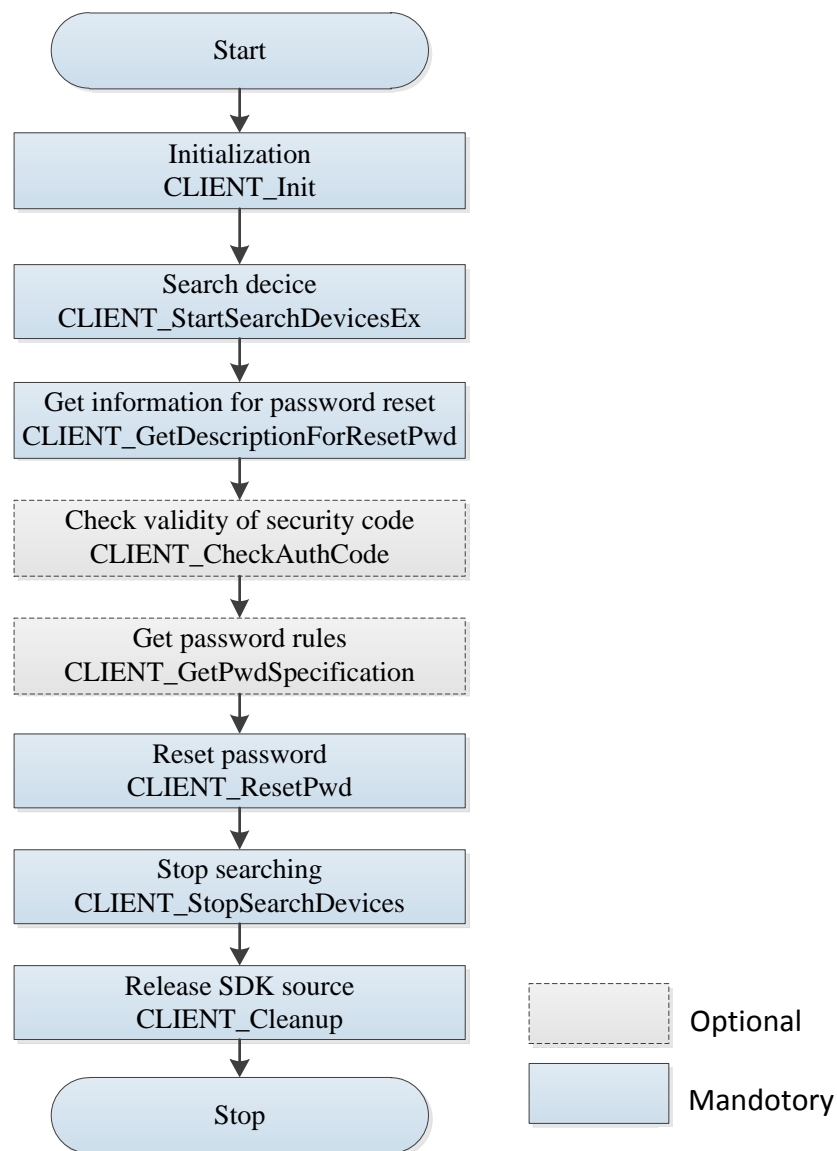 Start
Initialization
CLIENT_Init
Search decice
CLIENT_StartSearchDevicesEx
Get information for password reset
CLIENT_GetDescriptionForResetPwd
Check validity of security code
CLIENT_CheckAuthCode
Get password rules
CLIENT_GetPwdSpecification
Reset password
CLIENT_ResetPwd
Stop searching
CLIENT_StopSearchDevices
Release SDK source
CLIENT_Cleanup
Stop
Optional
Mandotory